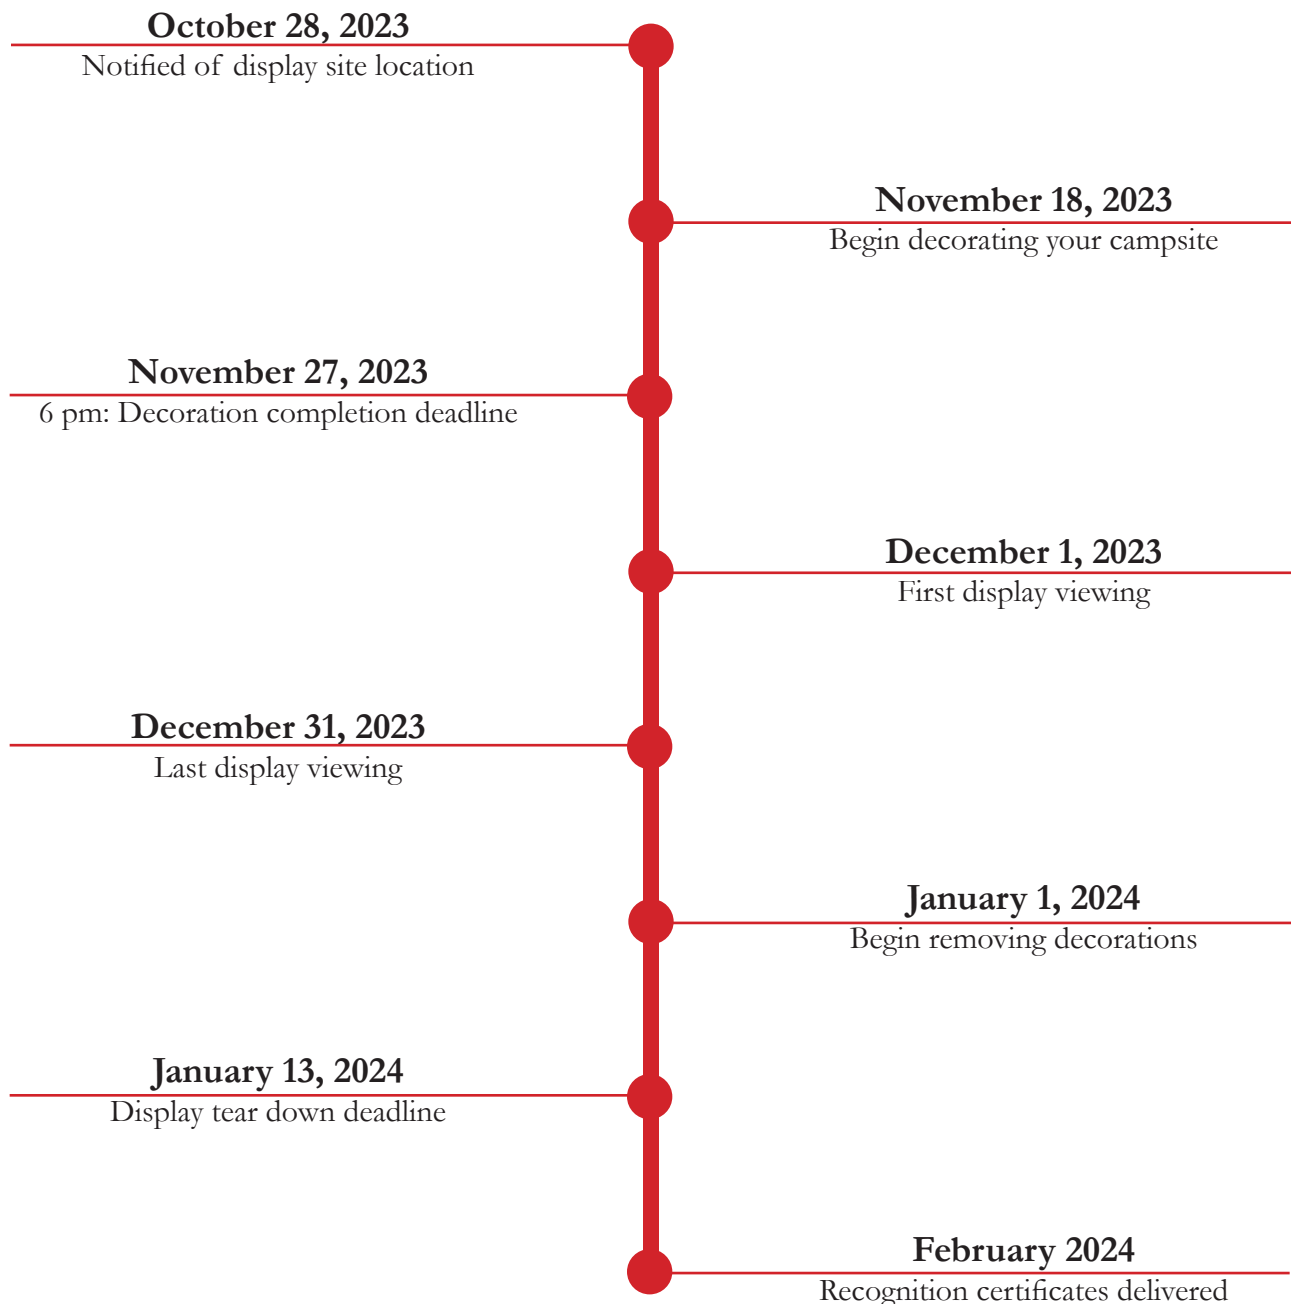 October 28, 2023
Notified of display site location
November 18, 2023
Begin decorating your campsite
November 27, 2023
6 pm: Decoration completion deadline
December 1, 2023
First display viewing
December 31, 2023
Last display viewing
January 1, 2024
Begin removing decorations
January 13, 2024
Display tear down deadline
February 2024
Recognition certificates delivered